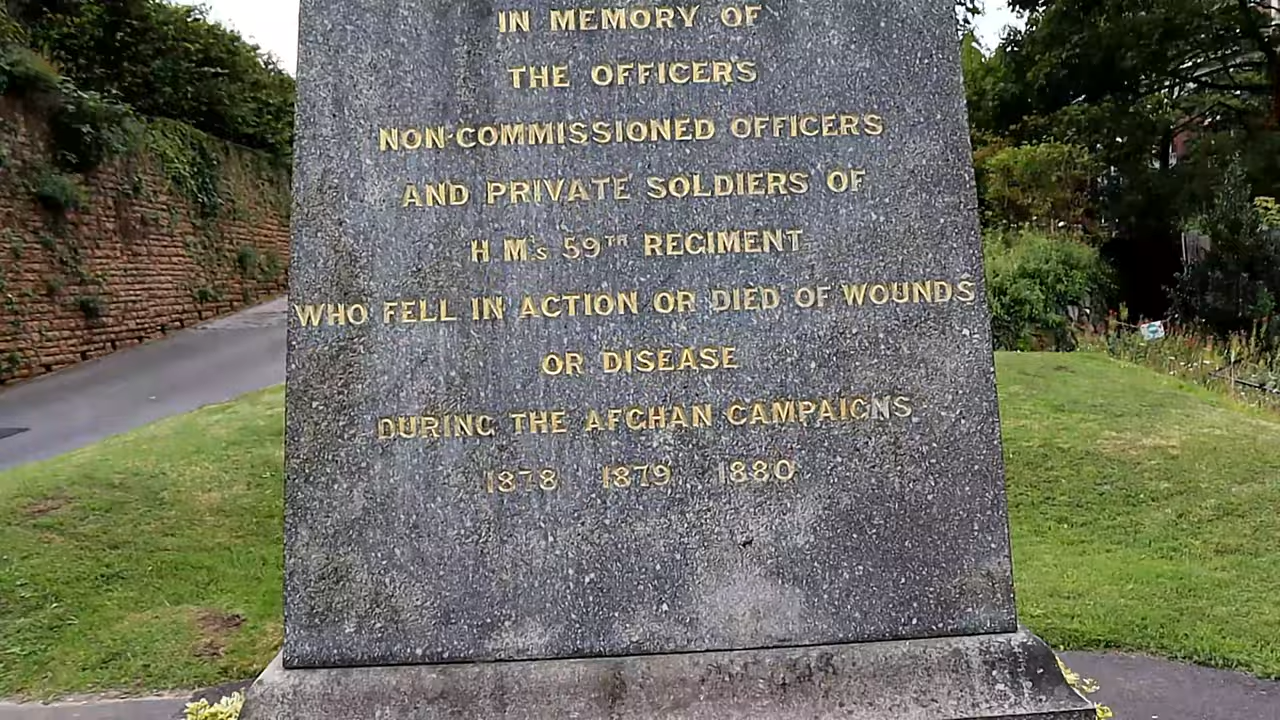 IN MEMORY OF
THE OFFICERS
NON-COMMISSIONED OFFICERS
AND PRIVATE SOLDIERS OF
H M's 59TH REGIMENT
WHO FELL IN ACTION OR DIED OF WOUNDS
OR DISEASE
DURING THE AFGHAN CAMPAIGNS
1878 1879 1880